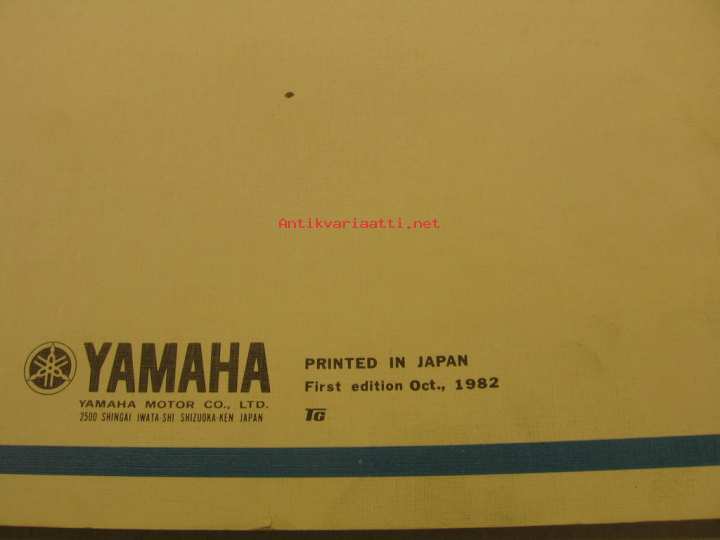 Antikvariaatti.net
YAMAHA
YAMAHA MOTOR CO., LTD.
2500 SHINGAI IWATA-SHI SHIZUOKA-KEN JAPAN
PRINTED IN JAPAN
First edition Oct., 1982
TG